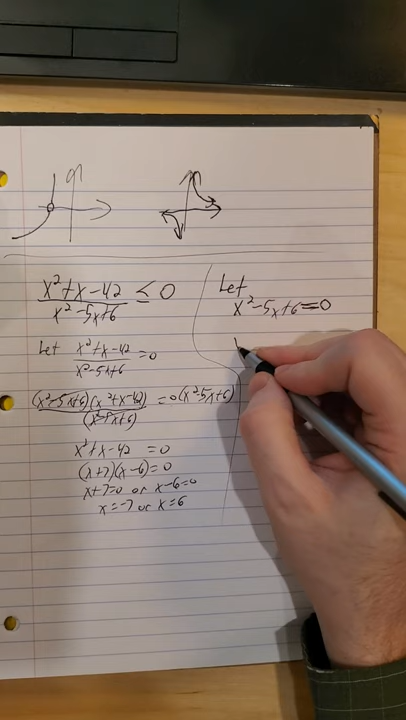 x²+x-42 / x²-5x+6 ≤ 0
Let x²+x-42 / x²-5x+6 = 0
(x²-5x+6)(x²+x-42) / (x²-5x+6) = 0(x²-5x+6)
x²+x-42 = 0
(x+7)(x-6)=0
x+7=0 or x-6=0
x=-7 or x=6
Let
x²-5x+6=0